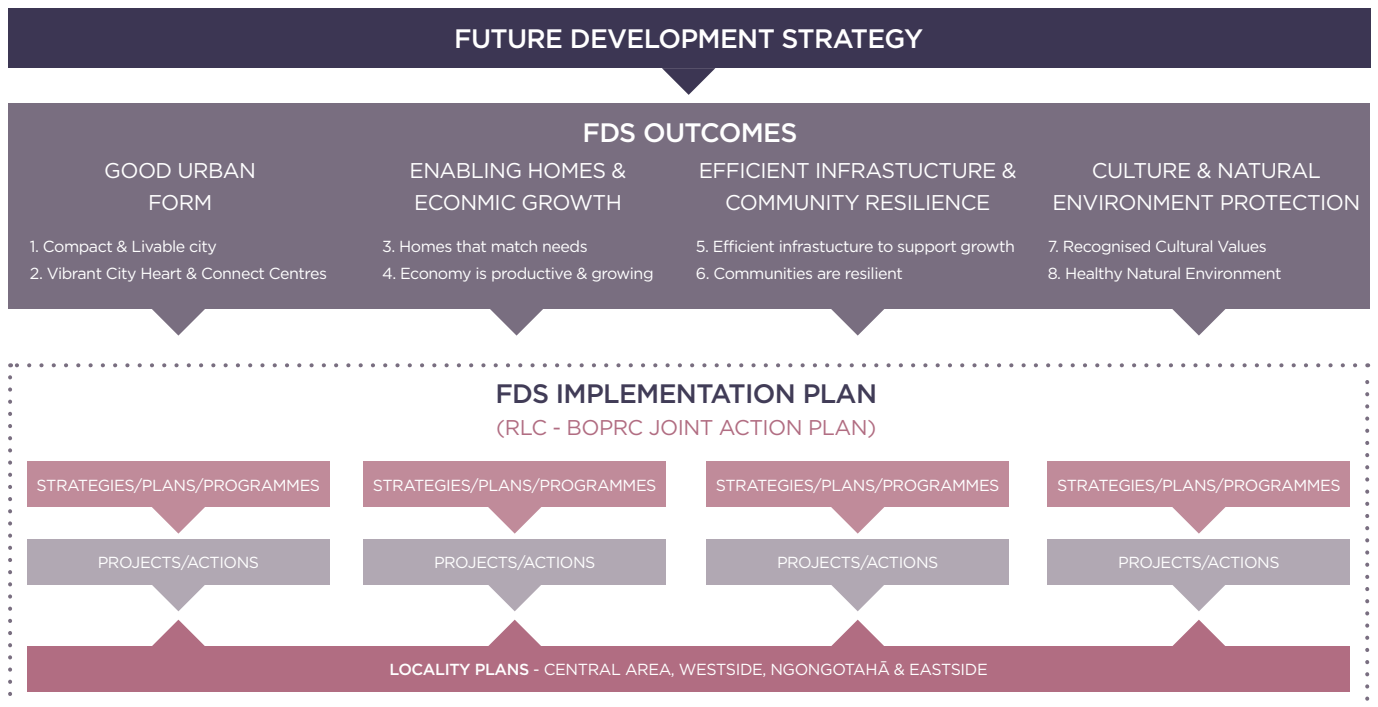 FUTURE DEVELOPMENT STRATEGY
FDS OUTCOMES
GOOD URBAN
FORM
1. Compact & Livable city
2. Vibrant City Heart & Connect Centres
ENABLING HOMES &
ECONMIC GROWTH
3. Homes that match needs
4. Economy is productive & growing
EFFICIENT INFRASTUCTURE &
COMMUNITY RESILIENCE
5. Efficient infrastucture to support growth
6. Communities are resilient
CULTURE & NATURAL
ENVIRONMENT PROTECTION
7. Recognised Cultural Values
8. Healthy Natural Environment
FDS IMPLEMENTATION PLAN
(RLC - BOPRC JOINT ACTION PLAN)
STRATEGIES/PLANS/PROGRAMMES
STRATEGIES/PLANS/PROGRAMMES
STRATEGIES/PLANS/PROGRAMMES
STRATEGIES/PLANS/PROGRAMMES
PROJECTS/ACTIONS
PROJECTS/ACTIONS
PROJECTS/ACTIONS
PROJECTS/ACTIONS
LOCALITY PLANS - CENTRAL AREA, WESTSIDE, NGONGOTAHĀ & EASTSIDE